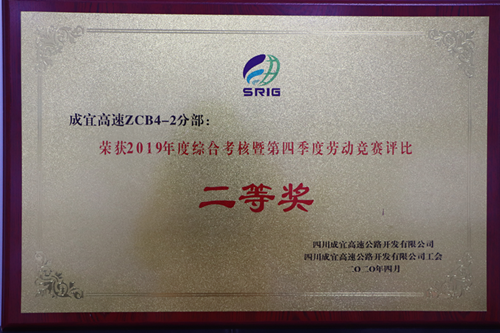 SRIG
成宜高速ZCB4-2分部：
荣获2019年度综合考核暨第四季度劳动竞赛评比
二等奖
四川成宜高速公路开发有限公司
四川成宜高速公路开发有限公司工会
二〇二〇年四月